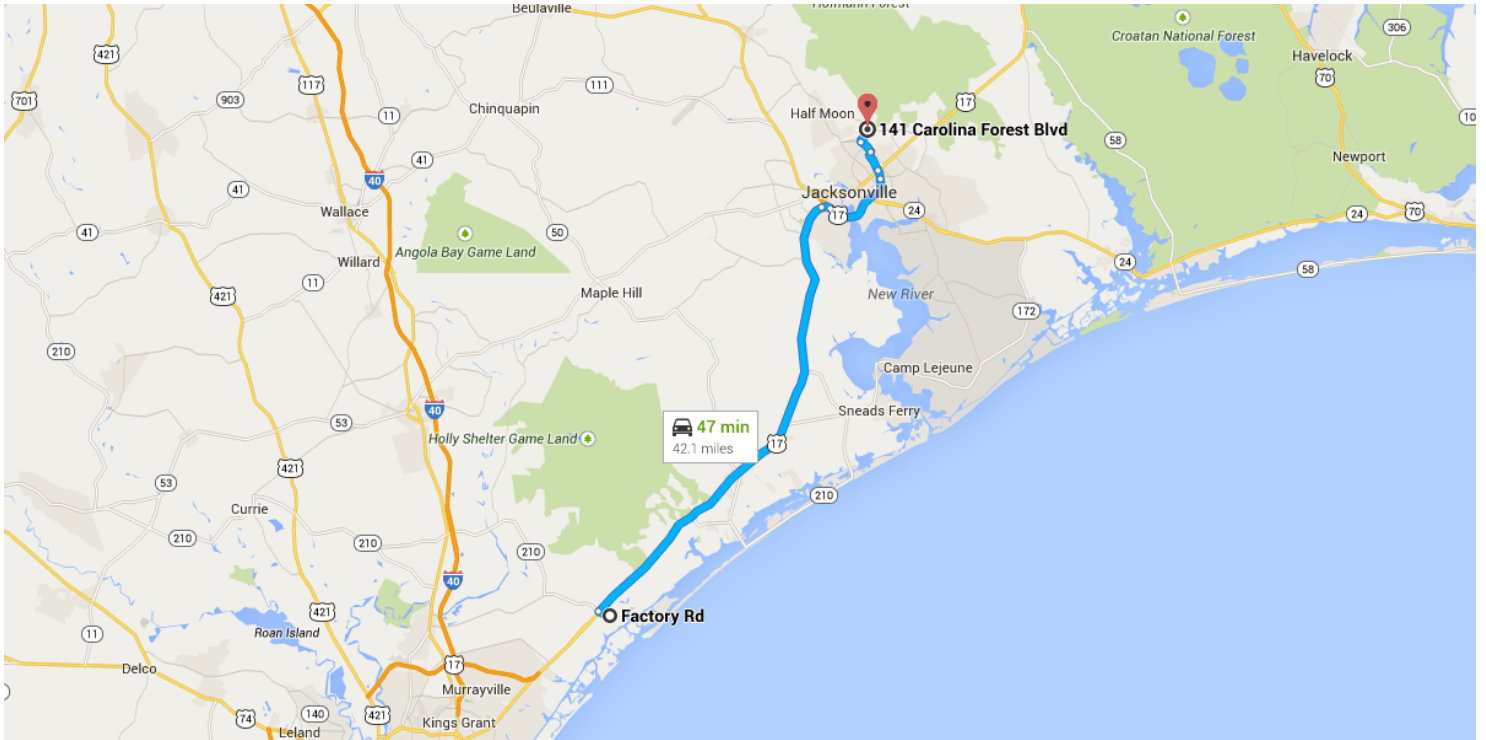 Beulaville
Hofmann Forest
421
306
Croatan National Forest
Havelock
117
70
701
903
111
17
Chinquapin
Half Moon
11
141 Carolina Forest Blvd
10
58
41
Newport
40
41
Jacksonville
Wallace
17
24
24
70
41
50
Angola Bay Game Land
Willard
24
58
11
Maple Hill
New River
421
172
210
Camp Lejeune
40
Sneads Ferry
53
47 min
42.1 miles
Holly Shelter Game Land
17
421
53
210
Currie
210
210
210
40
421
Factory Rd
Roan Island
11
17
Delco
Murrayville
140
421
74
Kings Grant
Leland